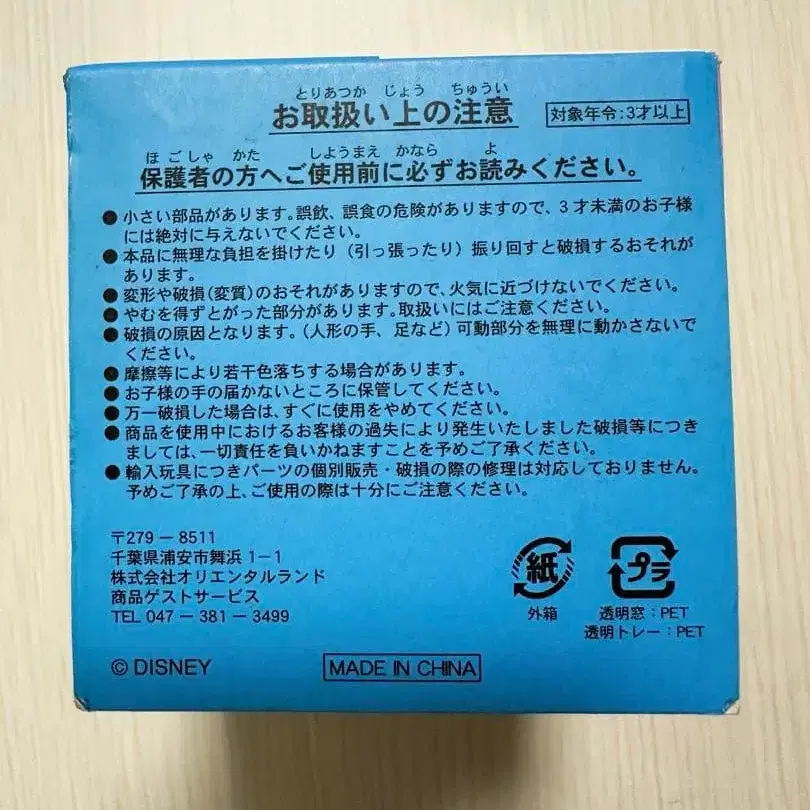 とりあつか じょう ちゅうい
お取扱い上の注意
対象年令:3才以上
ほごしゃ かた しようまえ かなら よ
保護者の方へご使用前に必ずお読みください。
●小さい部品があります。誤飲、誤食の危険がありますので、3才未満のお子様
には絶対に与えないでください。
●本品に無理な負担を掛けたり(引っ張ったり)振り回すと破損するおそれが
あります。
●変形や破損(変質)のおそれがありますので、火気に近づけないでください。
●やむを得ずとがった部分があります。取扱いにはご注意ください。
●破損の原因となります。(人形の手、足など)可動部分を無理に動かさないで
ください。
●摩擦等により若干色落ちする場合があります。
●お子様の手の届かないところに保管してください。
●万一破損した場合は、すぐに使用をやめてください。
●商品を使用中におけるお客様の過失により発生いたしました破損等につき
ましては、一切責任を負いかねますことを予めご了承ください。
●輸入玩具につきパーツの個別販売・破損の際の修理は対応しておりません。
予めご了承の上、ご使用の際は十分にご注意ください。
〒279-8511
千葉県浦安市舞浜1-1
株式会社オリエンタルランド
商品ゲストサービス
TEL 047-381-3499
紙
外箱
プラ
透明窓:PET
透明トレー:PET
© DISNEY
MADE IN CHINA